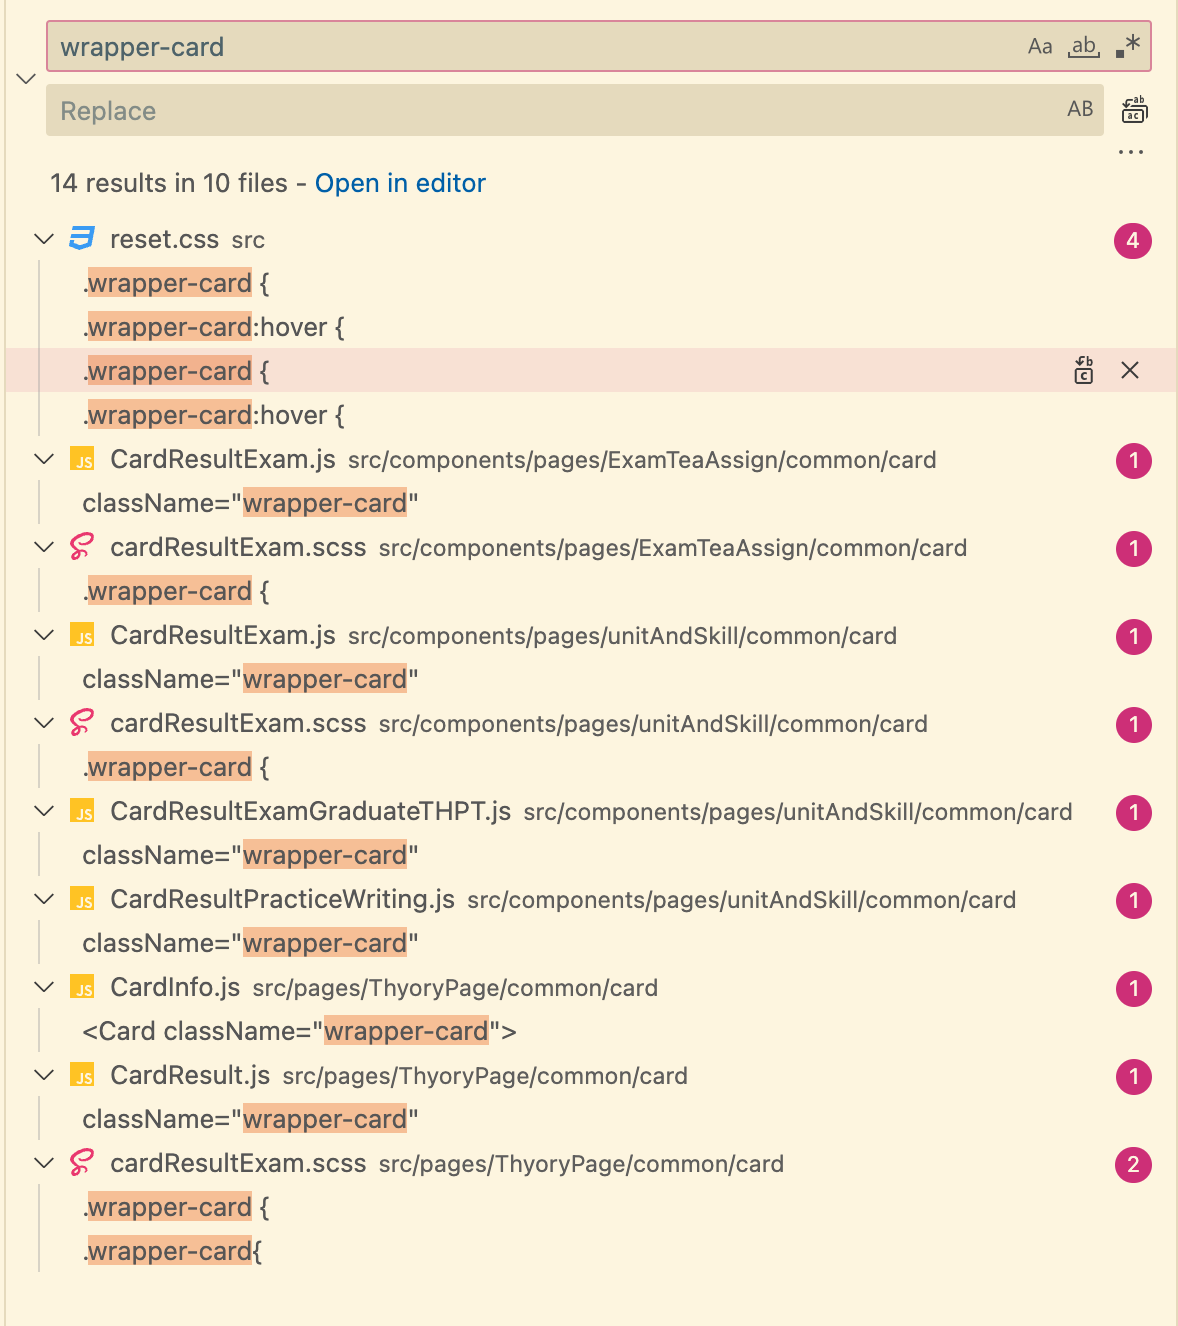 wrapper-card Aa ab *
Replace AB
...
14 results in 10 files - Open in editor
reset.css src 4
.wrapper-card {
.wrapper-card:hover {
.wrapper-card {
.wrapper-card:hover {
JS CardResultExam.js src/components/pages/ExamTeaAssign/common/card 1
className="wrapper-card"
cardResultExam.scss src/components/pages/ExamTeaAssign/common/card 1
.wrapper-card {
JS CardResultExam.js src/components/pages/unitAndSkill/common/card 1
className="wrapper-card"
cardResultExam.scss src/components/pages/unitAndSkill/common/card 1
.wrapper-card {
JS CardResultExamGraduateTHPT.js src/components/pages/unitAndSkill/common/card 1
className="wrapper-card"
JS CardResultPracticeWriting.js src/components/pages/unitAndSkill/common/card 1
className="wrapper-card"
JS CardInfo.js src/pages/ThyoryPage/common/card 1
<Card className="wrapper-card">
JS CardResult.js src/pages/ThyoryPage/common/card 1
className="wrapper-card"
cardResultExam.scss src/pages/ThyoryPage/common/card 2
.wrapper-card {
.wrapper-card{